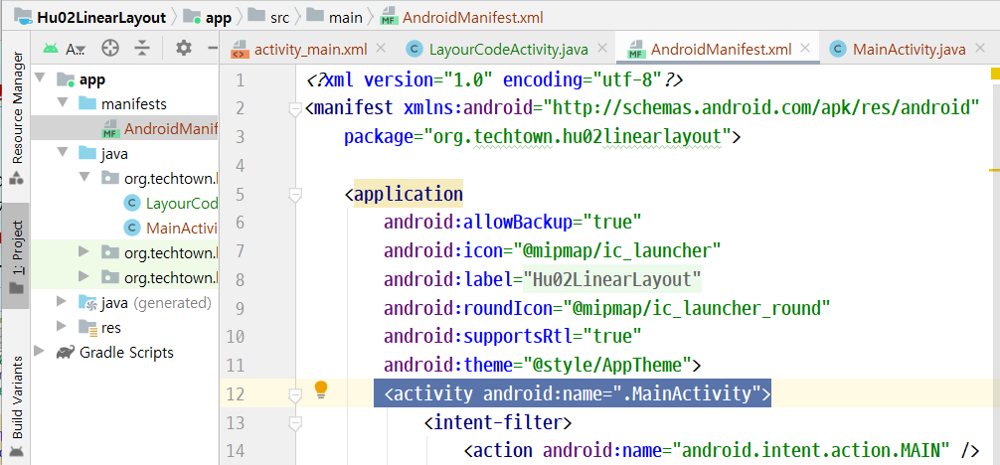 Hu02LinearLayout app src main AndroidManifest.xml
A...
activity_main.xml LayourCodeActivity.java AndroidManifest.xml MainActivity.java
Resource Manager
1: Project
Build Variants
app
manifests
AndroidManif
java
org.techtown.
LayourCod
MainActivi
org.techtown.
org.techtown.
java (generated)
res
Gradle Scripts
1 <?xml version="1.0" encoding="utf-8"?>
2 <manifest xmlns:android="http://schemas.android.com/apk/res/android"
3 package="org.techtown.hu02linearlayout">
4
5 <application
6 android:allowBackup="true"
7 android:icon="@mipmap/ic_launcher"
8 android:label="Hu02LinearLayout"
9 android:roundIcon="@mipmap/ic_launcher_round"
10 android:supportsRtl="true"
11 android:theme="@style/AppTheme">
12 <activity android:name=".MainActivity">
13 <intent-filter>
14 <action android:name="android.intent.action.MAIN" />